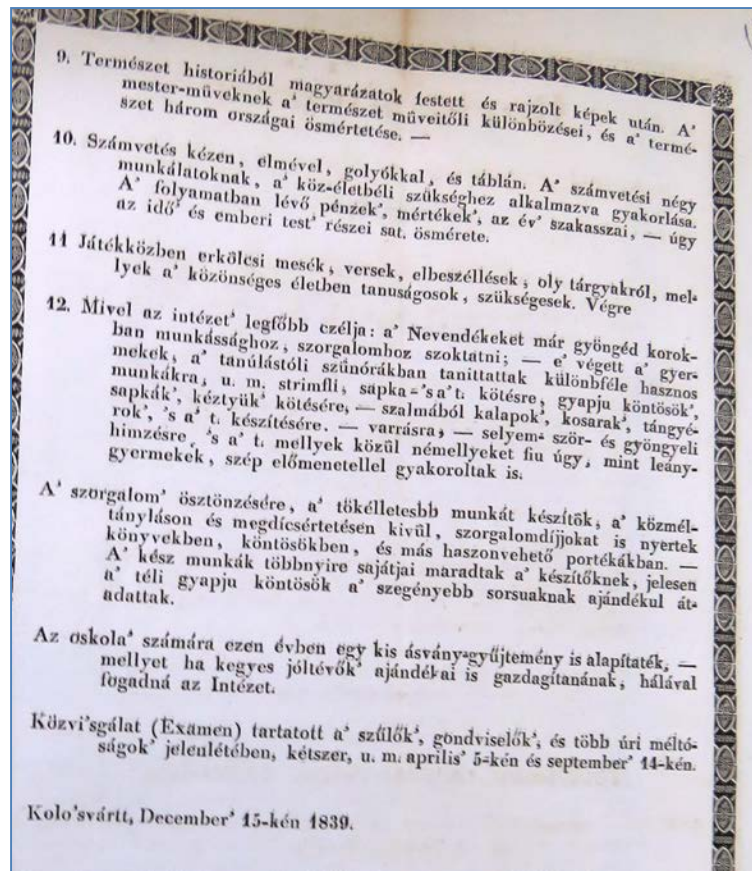 9. Természet historiából magyarázatok festett és rajzolt képek után. A'
mester-műveknek a' természet műveitőli különbözései, és a' termé-
szet három országai ösmértetése. —
10. Számvetés kézen, elmével, golyókkal, és táblán. A' számvetési négy
munkálatoknak, a' köz-életbéli szükséghez alkalmazva gyakorlása.
A' folyamatban lévő pénzek', mértékek', az év' szakasszai, — úgy
az idő' és emberi test' részei sat. ösmérete.
11 Játékközben erkölcsi mesék, versek, elbeszéllések, oly tárgyakról, mel-
lyek a' közönséges életben tanuságosok, szükségesek. Végre
12. Mivel az intézet' legfőbb czélja: a' Nevendékeket már gyöngéd korok-
ban munkássághoz, szorgalomhoz szoktatni; — e' végett a' gyer-
mekek, a' tanúlástóli szűnórákban tanittattak különbféle hasznos
munkákra, u. m. strimfli, sapka-'s a' t. kötésre, gyapju köntösök',
sapkák', kéztyük' kötésére, — szalmából kalapok', kosarak', tángyé-
rok', 's a' t. készitésére. — varrásra, — selyem- ször- és gyöngyeli
himzésre 's a' t. mellyek közűl némellyeket fiu úgy, mint leány-
gyermekek, szép előmenetellel gyakoroltak is.
A' szorgalom' ösztönzésére, a' tökélletesbb munkát készítők, a' közmél-
tányláson és megdícsértetésen kivűl, szorgalomdíjjokat is nyertek
könyvekben, köntösökben, és más haszonvehető portékákban. —
A' kész munkák többnyire sajátjai maradtak a' készítőknek, jelesen
a' téli gyapju köntösök a' szegényebb sorsuaknak ajándékul át-
adattak.
Az oskola' számára ezen évben egy kis ásvány-gyűjtemény is alapítaték, —
mellyet ha kegyes jóltévők' ajándékai is gazdagítanának, hálával
fogadná az Intézet.
Közvi'sgálat (Exámen) tartatott a' szűlők', gondviselők', és több úri méltó-
ságok' jelenlétében, kétszer, u. m. aprilis' 5-kén és september' 14-kén.
Kolo'svártt, December' 15-kén 1839.